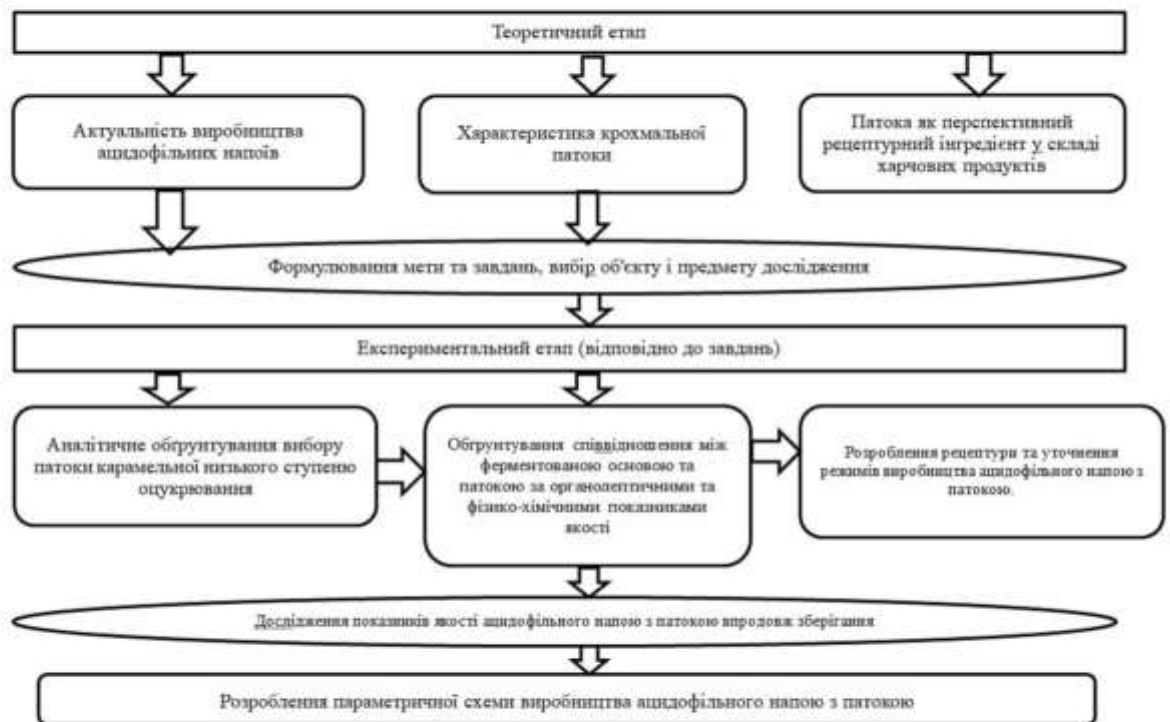 Теоретичний етап
Актуальність виробництва
ацидофільних напоїв
Характеристика крохмальної
патоки
Патока як перспективний
рецептурний інгредієнт у складі
харчових продуктів
Формулювання мети та завдань, вибір об'єкту і предмету дослідження
Експериментальний етап (відповідно до завдань)
Аналітичне обґрунтування вибору
патоки карамельної низького ступеню
оцукрювання
Обґрунтування співвідношення між
ферментованою основою та
патокою за органолептичними та
фізико-хімічними показниками
якості
Розроблення рецептури та уточнення
режимів виробництва ацидофільного напою з
патокою.
Дослідження показників якості ацидофільного напою з патокою впродовж зберігання
Розроблення параметричної схеми виробництва ацидофільного напою з патокою